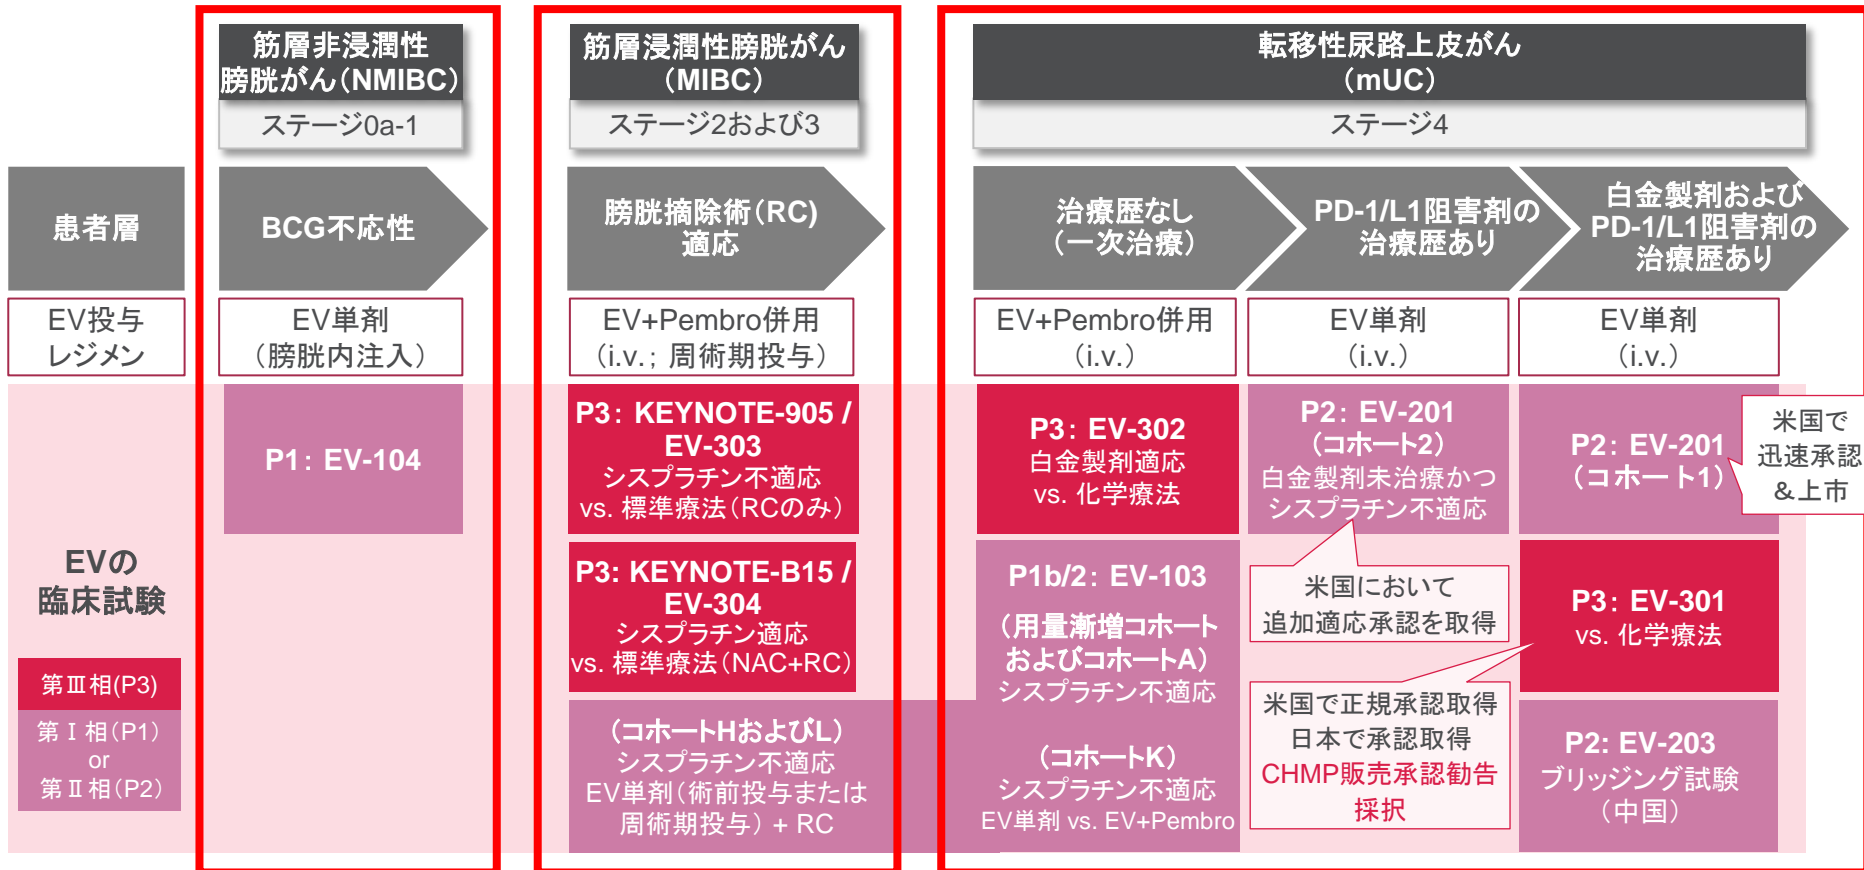 筋層非浸潤性
膀胱がん(NMIBC)
ステージ0a-1
筋層浸潤性膀胱がん
(MIBC)
ステージ2および3
転移性尿路上皮がん
(mUC)
ステージ4
患者層
BCG不応性
膀胱摘除術(RC)
適応
治療歴なし
(一次治療)
PD-1/L1阻害剤の
治療歴あり
白金製剤および
PD-1/L1阻害剤の
治療歴あり
EV投与
レジメン
EV単剤
(膀胱内注入)
EV+Pembro併用
(i.v.; 周術期投与)
EV+Pembro併用
(i.v.)
EV単剤
(i.v.)
EV単剤
(i.v.)
EVの
臨床試験
第Ⅲ相(P3)
第Ⅰ相(P1)
or
第Ⅱ相(P2)
P1: EV-104
P3: KEYNOTE-905 /
EV-303
シスプラチン不適応
vs. 標準療法(RCのみ)
P3: KEYNOTE-B15 /
EV-304
シスプラチン適応
vs. 標準療法(NAC+RC)
(コホートHおよびL)
シスプラチン不適応
EV単剤(術前投与または
周術期投与) + RC
P3: EV-302
白金製剤適応
vs. 化学療法
P1b/2: EV-103
(用量漸増コホート
およびコホートA)
シスプラチン不適応
(コホートK)
シスプラチン不適応
EV単剤 vs. EV+Pembro
P2: EV-201
(コホート2)
白金製剤未治療かつ
シスプラチン不適応
米国において
追加適応承認を取得
米国で正規承認取得
日本で承認取得
CHMP販売承認勧告
採択
P2: EV-201
(コホート1)
米国で
迅速承認
&上市
P3: EV-301
vs. 化学療法
P2: EV-203
ブリッジング試験
(中国)